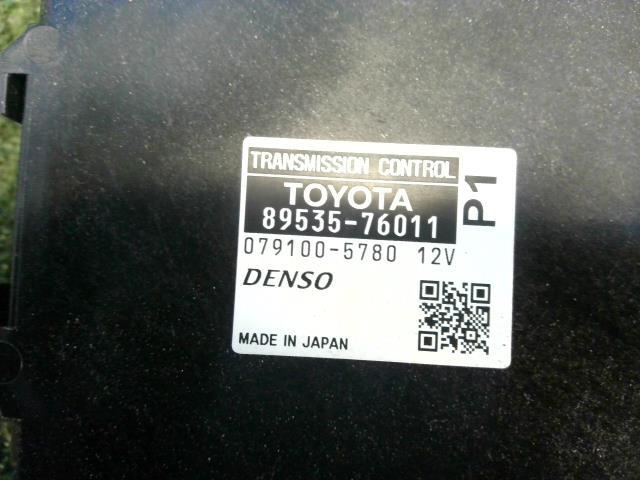 TRANSMISSION CONTROL
TOYOTA
89535-76011
P1
079100-5780 12V
DENSO
MADE IN JAPAN